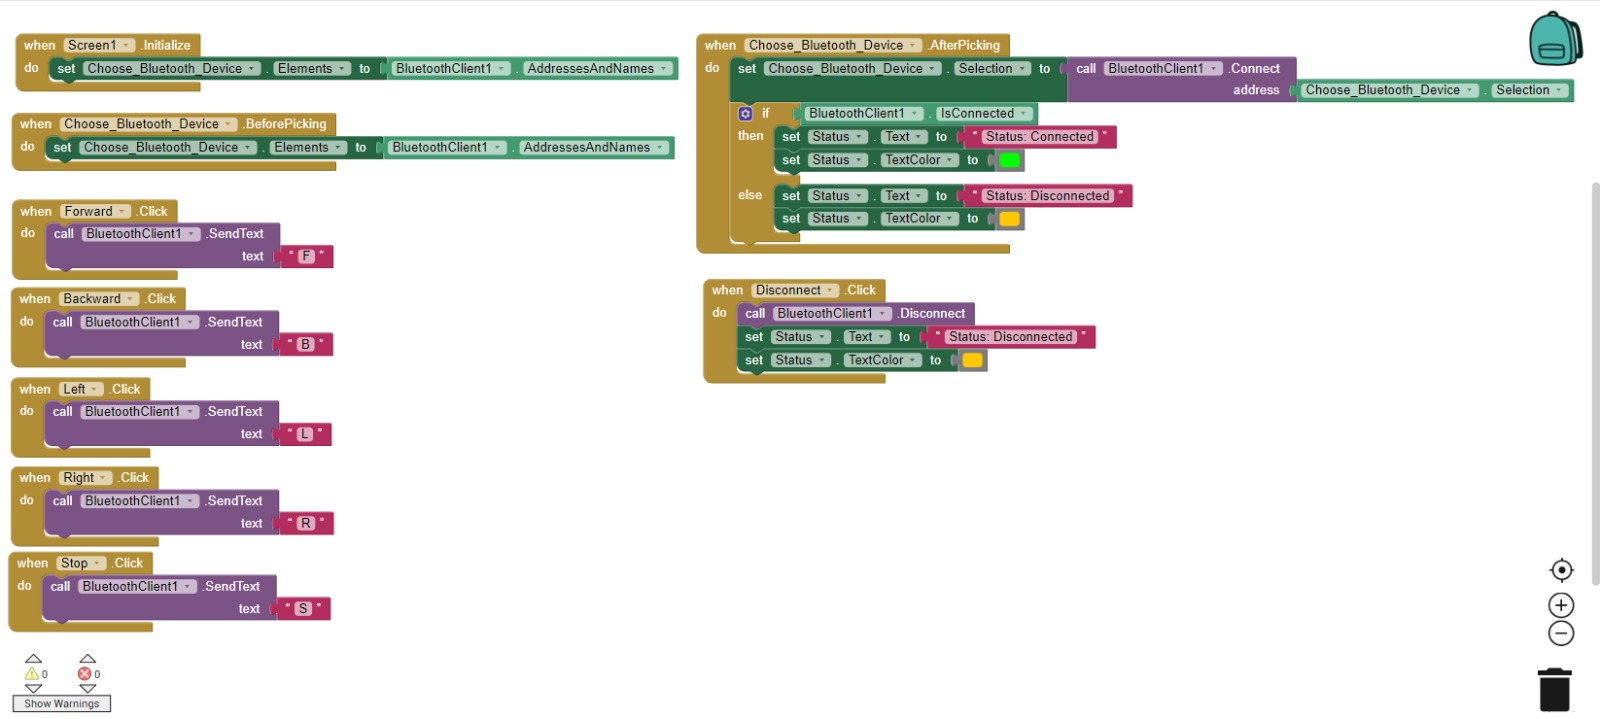 when Screen1 .Initialize
do set Choose_Bluetooth_Device . Elements to BluetoothClient1 . AddressesAndNames
when Choose_Bluetooth_Device .BeforePicking
do set Choose_Bluetooth_Device . Elements to BluetoothClient1 . AddressesAndNames
when Forward .Click
do call BluetoothClient1 .SendText
text " F "
when Backward .Click
do call BluetoothClient1 .SendText
text " B "
when Left .Click
do call BluetoothClient1 .SendText
text " L "
when Right .Click
do call BluetoothClient1 .SendText
text " R "
when Stop .Click
do call BluetoothClient1 .SendText
text " S "
when Choose_Bluetooth_Device .AfterPicking
do set Choose_Bluetooth_Device . Selection to call BluetoothClient1 .Connect
address Choose_Bluetooth_Device . Selection
if BluetoothClient1 . IsConnected
then set Status . Text to " Status: Connected "
set Status . TextColor to
else set Status . Text to " Status: Disconnected "
set Status . TextColor to
when Disconnect .Click
do call BluetoothClient1 .Disconnect
set Status . Text to " Status: Disconnected "
set Status . TextColor to
0 0
Show Warnings